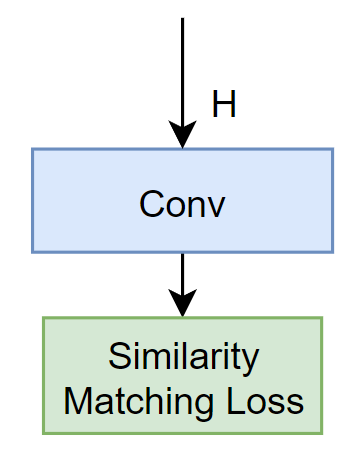 H
Conv
Similarity
Matching Loss